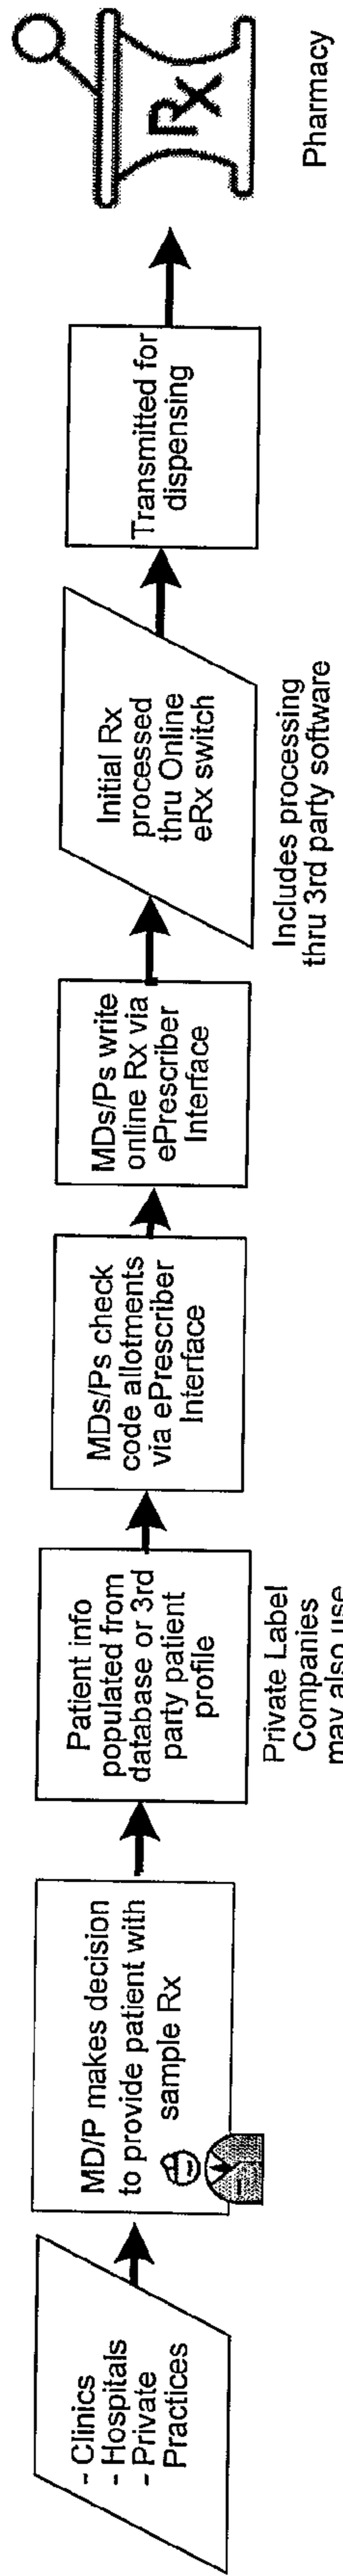 - Clinics
- Hospitals
- Private
Practices
MD/P makes decision
to provide patient with
sample Rx
Patient info
populated from
database or 3rd
party patient
profile
Private Label
Companies
may also use
MDs/Ps check
code allotments
via ePrescriber
Interface
MDs/Ps write
online Rx via
ePrescriber
Interface
Initial Rx
processed
thru Online
eRx switch
Includes processing
thru 3rd party software
Transmitted for
dispensing
Rx
Pharmacy